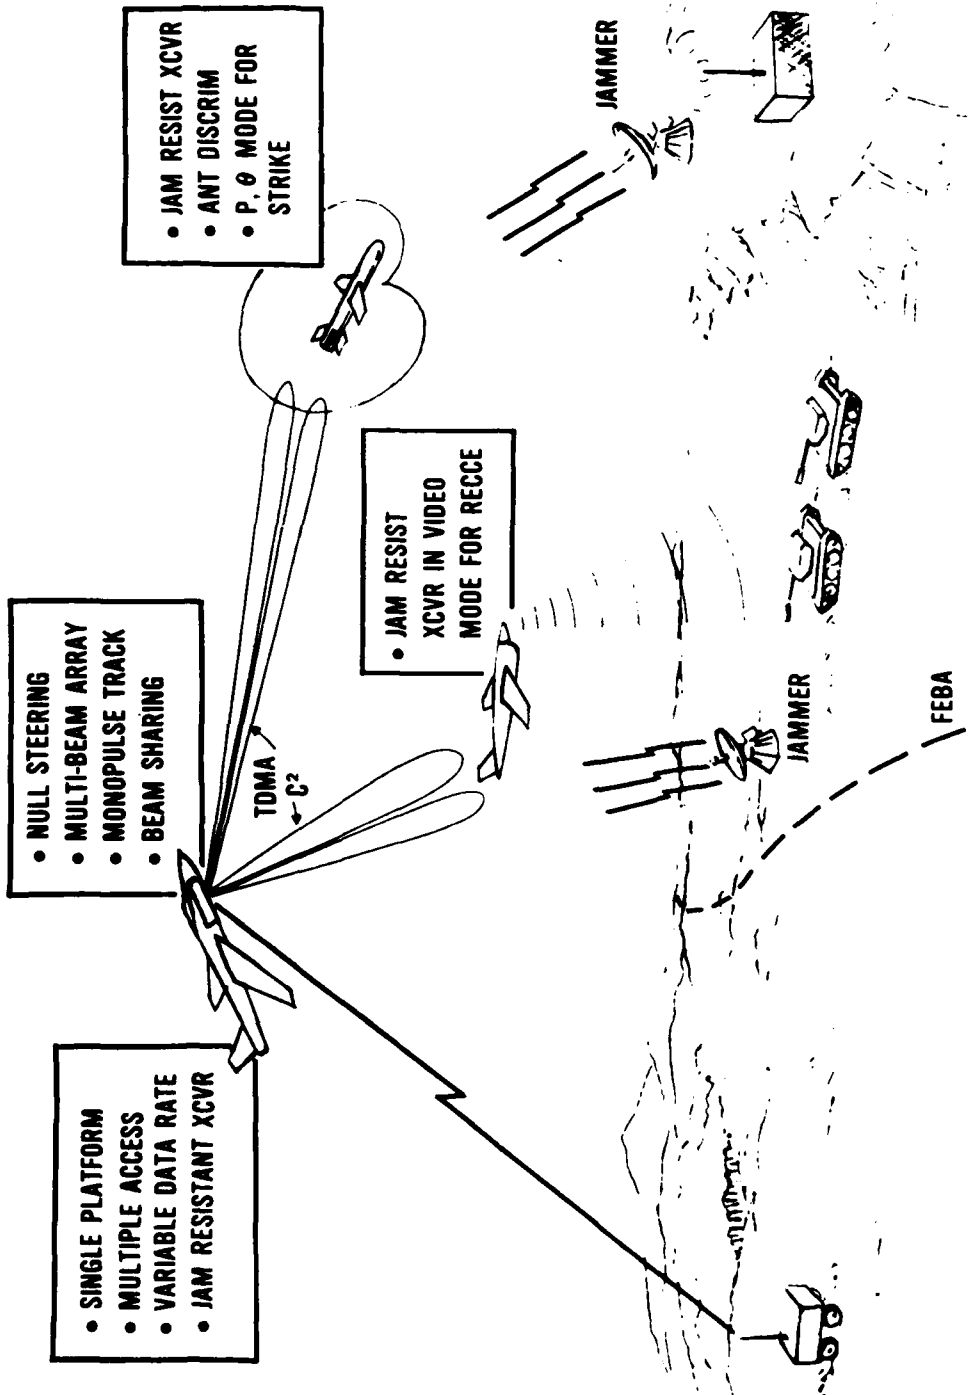 • SINGLE PLATFORM
• MULTIPLE ACCESS
• VARIABLE DATA RATE
• JAM RESISTANT XCVR
• NULL STEERING
• MULTI-BEAM ARRAY
• MONOPULSE TRACK
• BEAM SHARING
• JAM RESIST XCVR
• ANT DISCRIM
• P, θ MODE FOR
STRIKE
TDMA
C²
• JAM RESIST
XCVR IN VIDEO
MODE FOR RECCE
JAMMER
JAMMER
FEBA